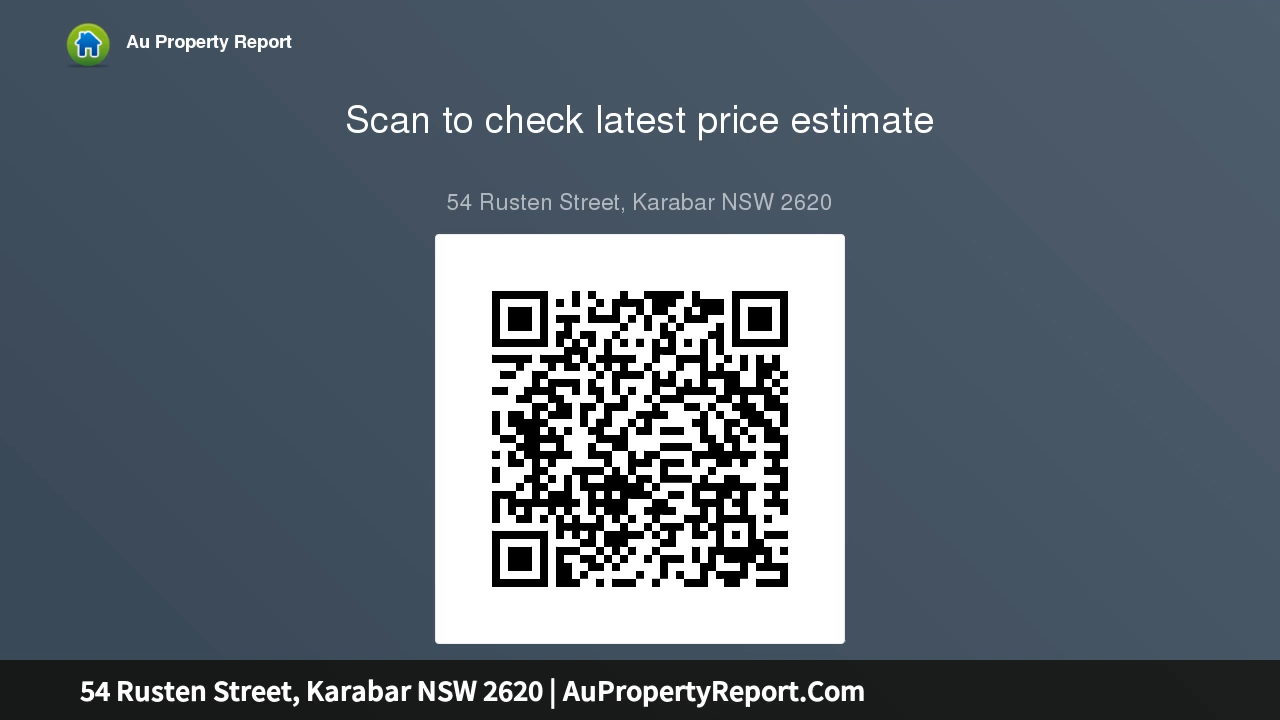 Au Property Report
Scan to check latest price estimate
54 Rusten Street, Karabar NSW 2620
54 Rusten Street, Karabar NSW 2620 | AuPropertyReport.Com